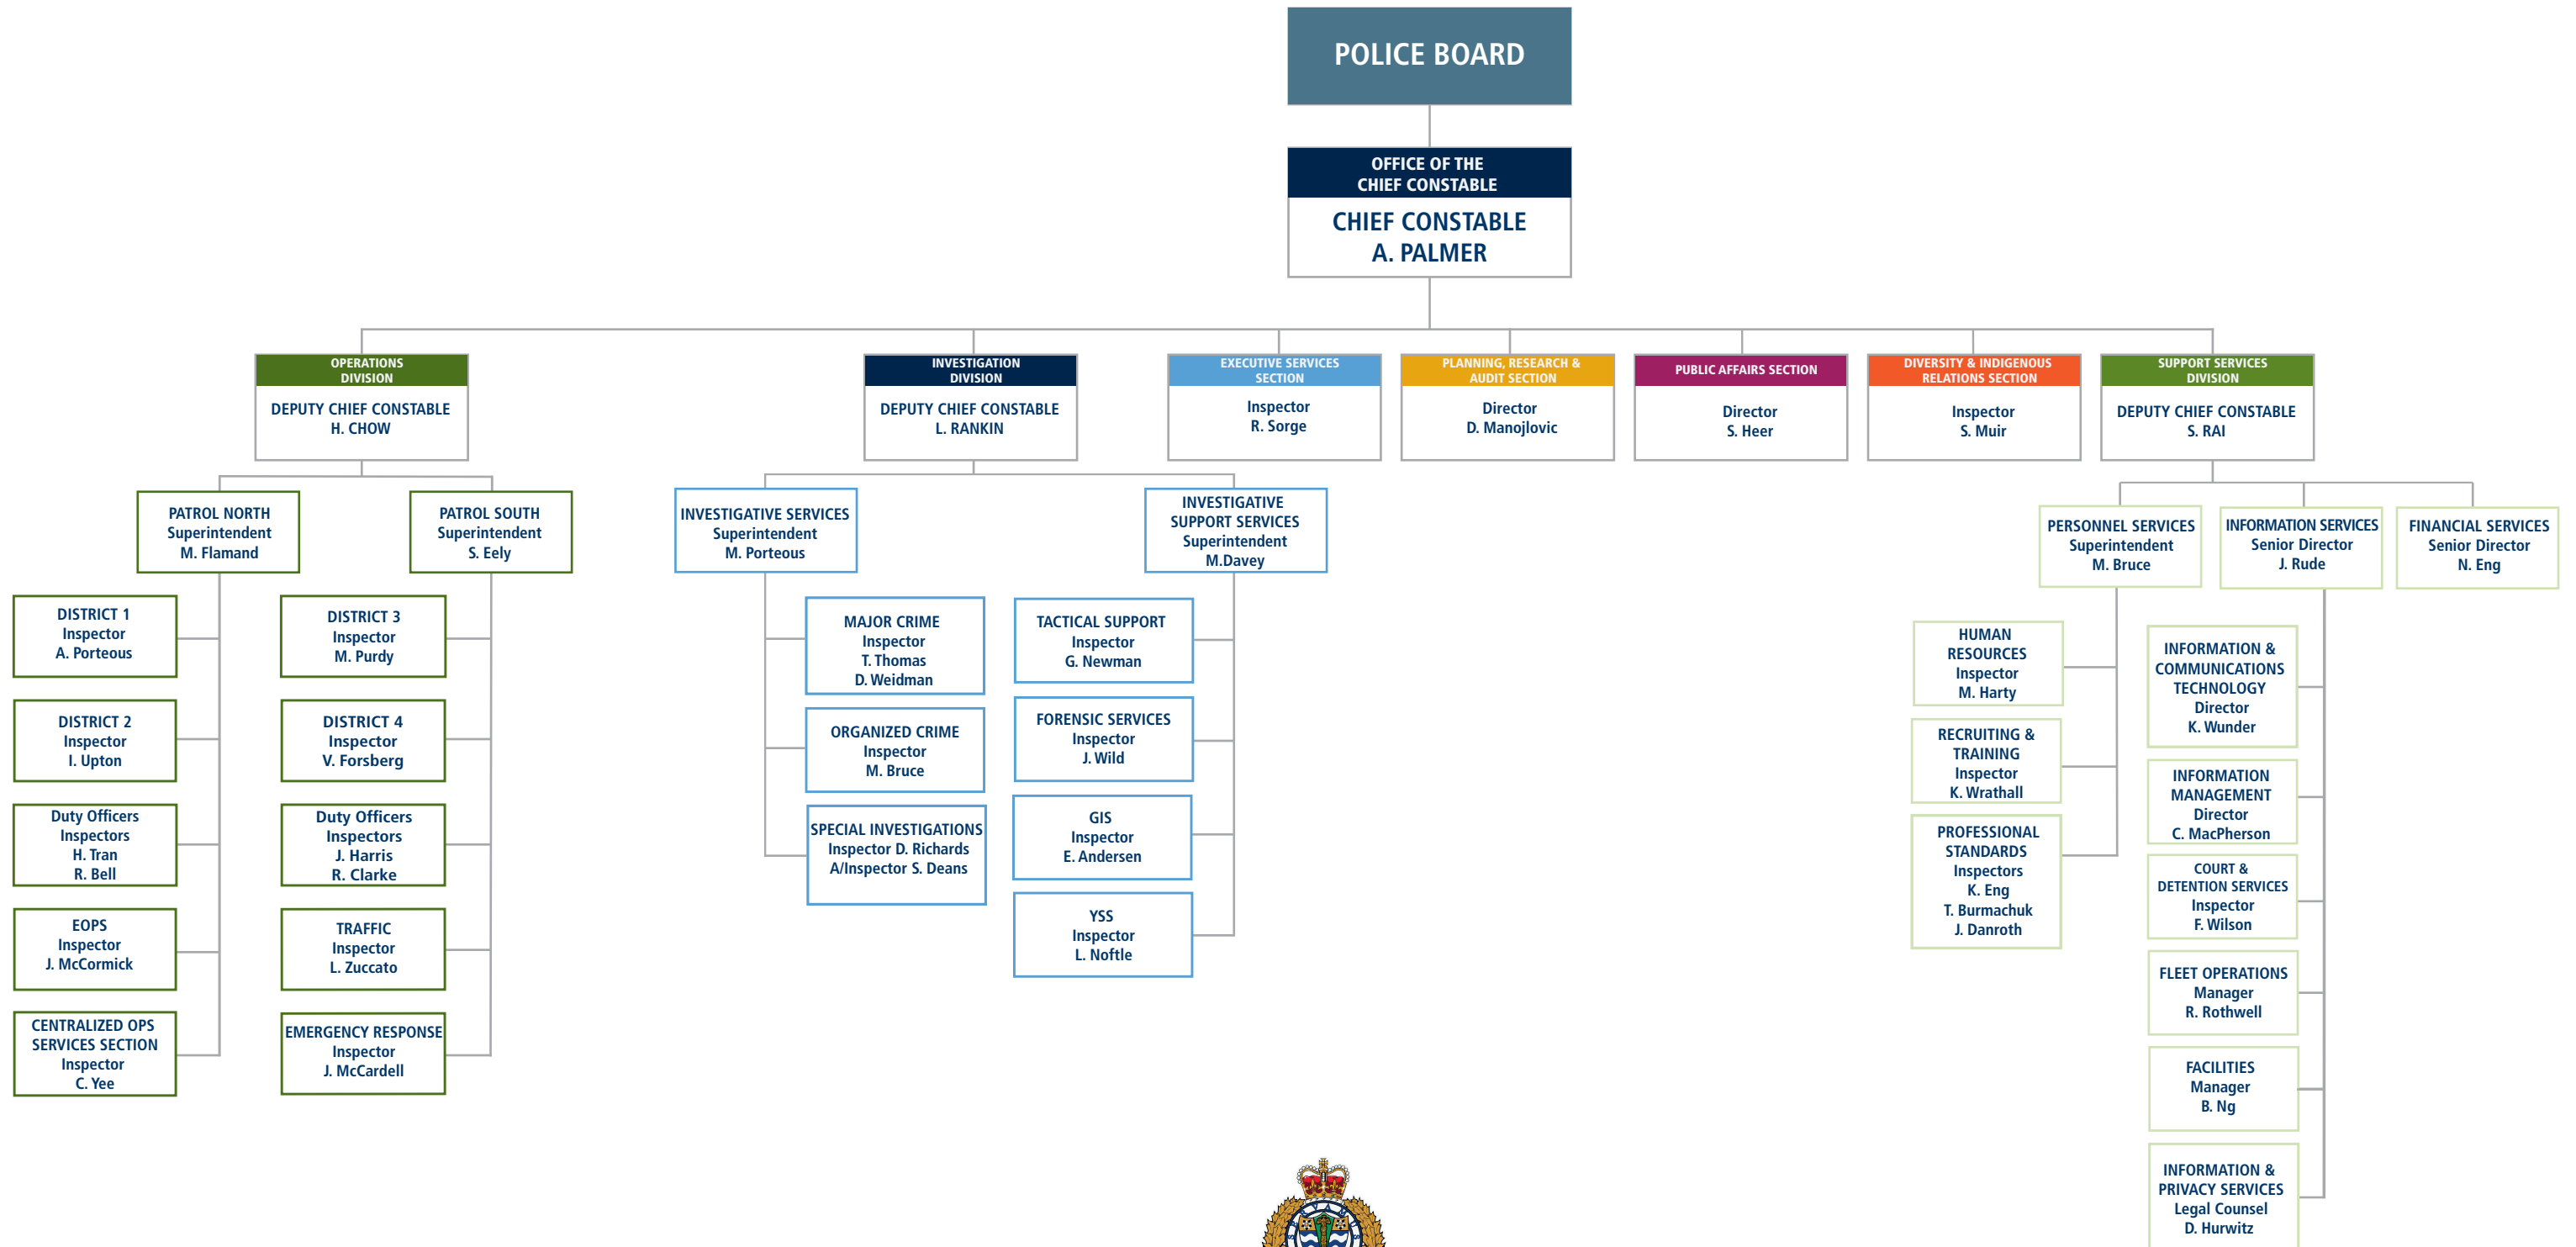 POLICE BOARD
OFFICE OF THE
CHIEF CONSTABLE
CHIEF CONSTABLE
A. PALMER
OPERATIONS
DIVISION
DEPUTY CHIEF CONSTABLE
H. CHOW
INVESTIGATION
DIVISION
DEPUTY CHIEF CONSTABLE
L. RANKIN
EXECUTIVE SERVICES
SECTION
Inspector
R. Sorge
PLANNING, RESEARCH &
AUDIT SECTION
Director
D. Manojlovic
PUBLIC AFFAIRS SECTION
Director
S. Heer
DIVERSITY & INDIGENOUS
RELATIONS SECTION
Inspector
S. Muir
SUPPORT SERVICES
DIVISION
DEPUTY CHIEF CONSTABLE
S. RAI
PATROL NORTH
Superintendent
M. Flamand
PATROL SOUTH
Superintendent
S. Eely
INVESTIGATIVE SERVICES
Superintendent
M. Porteous
INVESTIGATIVE
SUPPORT SERVICES
Superintendent
M.Davey
PERSONNEL SERVICES
Superintendent
M. Bruce
INFORMATION SERVICES
Senior Director
J. Rude
FINANCIAL SERVICES
Senior Director
N. Eng
DISTRICT 1
Inspector
A. Porteous
DISTRICT 2
Inspector
I. Upton
Duty Officers
Inspectors
H. Tran
R. Bell
EOPS
Inspector
J. McCormick
CENTRALIZED OPS
SERVICES SECTION
Inspector
C. Yee
DISTRICT 3
Inspector
M. Purdy
DISTRICT 4
Inspector
V. Forsberg
Duty Officers
Inspectors
J. Harris
R. Clarke
TRAFFIC
Inspector
L. Zuccato
EMERGENCY RESPONSE
Inspector
J. McCardell
MAJOR CRIME
Inspector
T. Thomas
D. Weidman
ORGANIZED CRIME
Inspector
M. Bruce
SPECIAL INVESTIGATIONS
Inspector D. Richards
A/Inspector S. Deans
TACTICAL SUPPORT
Inspector
G. Newman
FORENSIC SERVICES
Inspector
J. Wild
GIS
Inspector
E. Andersen
YSS
Inspector
L. Noftle
HUMAN
RESOURCES
Inspector
M. Harty
RECRUITING &
TRAINING
Inspector
K. Wrathall
PROFESSIONAL
STANDARDS
Inspectors
K. Eng
T. Burmachuk
J. Danroth
INFORMATION &
COMMUNICATIONS
TECHNOLOGY
Director
K. Wunder
INFORMATION
MANAGEMENT
Director
C. MacPherson
COURT &
DETENTION SERVICES
Inspector
F. Wilson
FLEET OPERATIONS
Manager
R. Rothwell
FACILITIES
Manager
B. Ng
INFORMATION &
PRIVACY SERVICES
Legal Counsel
D. Hurwitz